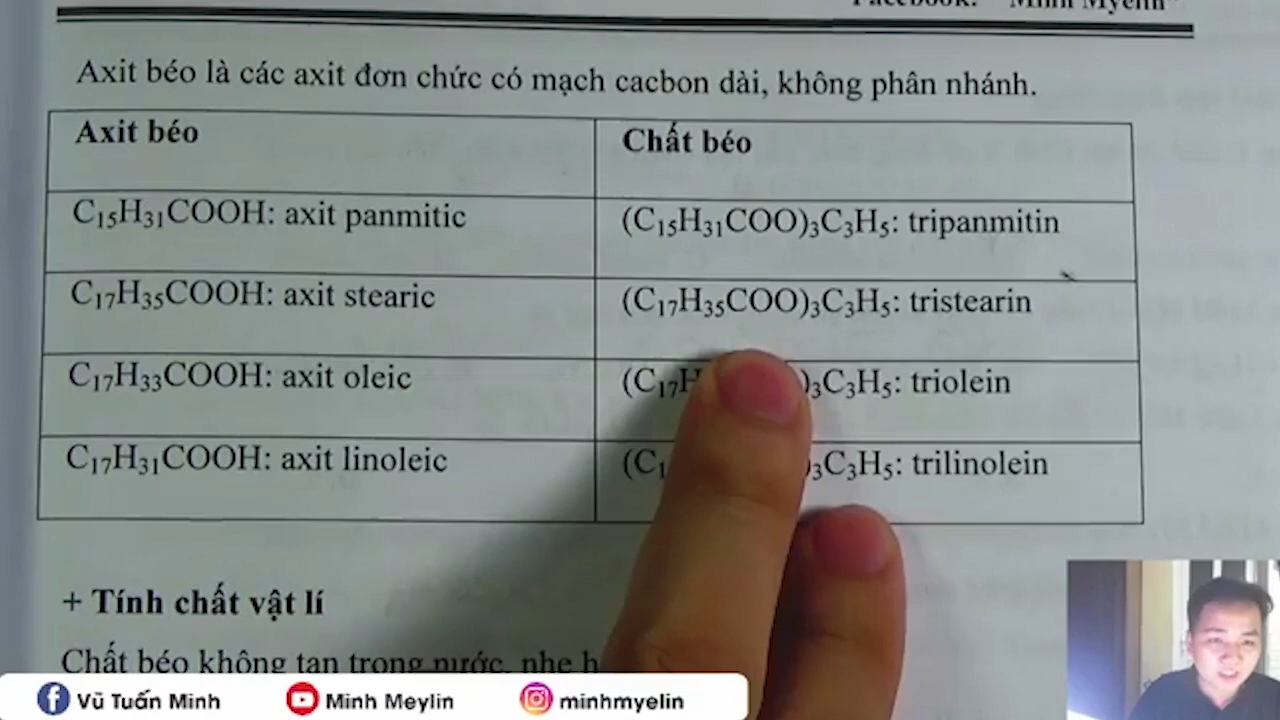 Facebook: "Minh Myelin"
Axit béo là các axit đơn chức có mạch cacbon dài, không phân nhánh.
Axit béo Chất béo
C₁₅H₃₁COOH: axit panmitic (C₁₅H₃₁COO)₃C₃H₅: tripanmitin
C₁₇H₃₅COOH: axit stearic (C₁₇H₃₅COO)₃C₃H₅: tristearin
C₁₇H₃₃COOH: axit oleic (C₁₇H )₃C₃H₅: triolein
C₁₇H₃₁COOH: axit linoleic (C₁ )₃C₃H₅: trilinolein
+ Tính chất vật lí
Chất béo không tan trong nước, nhẹ h
Vũ Tuấn Minh Minh Meylin minhmyelin